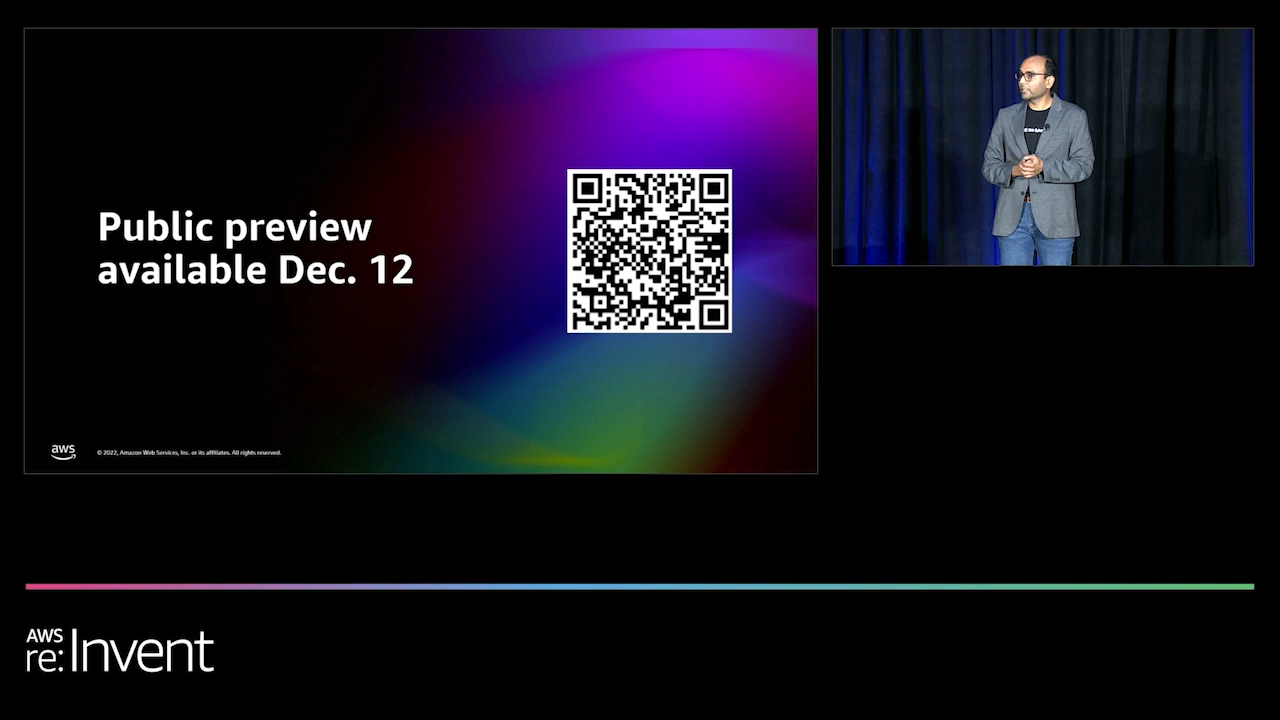 Public preview
available Dec. 12
aws
© 2022, Amazon Web Services, Inc. or its affiliates. All rights reserved.
AWS
re:Invent